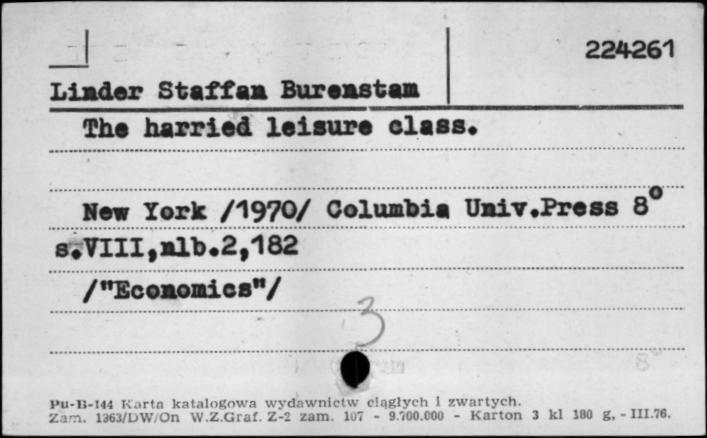 224261
Linder Staffan Burenstam
The harried leisure class.
New York /1970/ Columbia Univ.Press 8°
s.VIII,nlb.2,182
/"Economics"/
3
8°
Pu-B-144 Karta katalogowa wydawnictw ciągłych i zwartych.
Zam. 1363/DW/On W.Z.Graf. Z-2 zam. 107 - 9.700.000 - Karton 3 kl 180 g, - III.76.